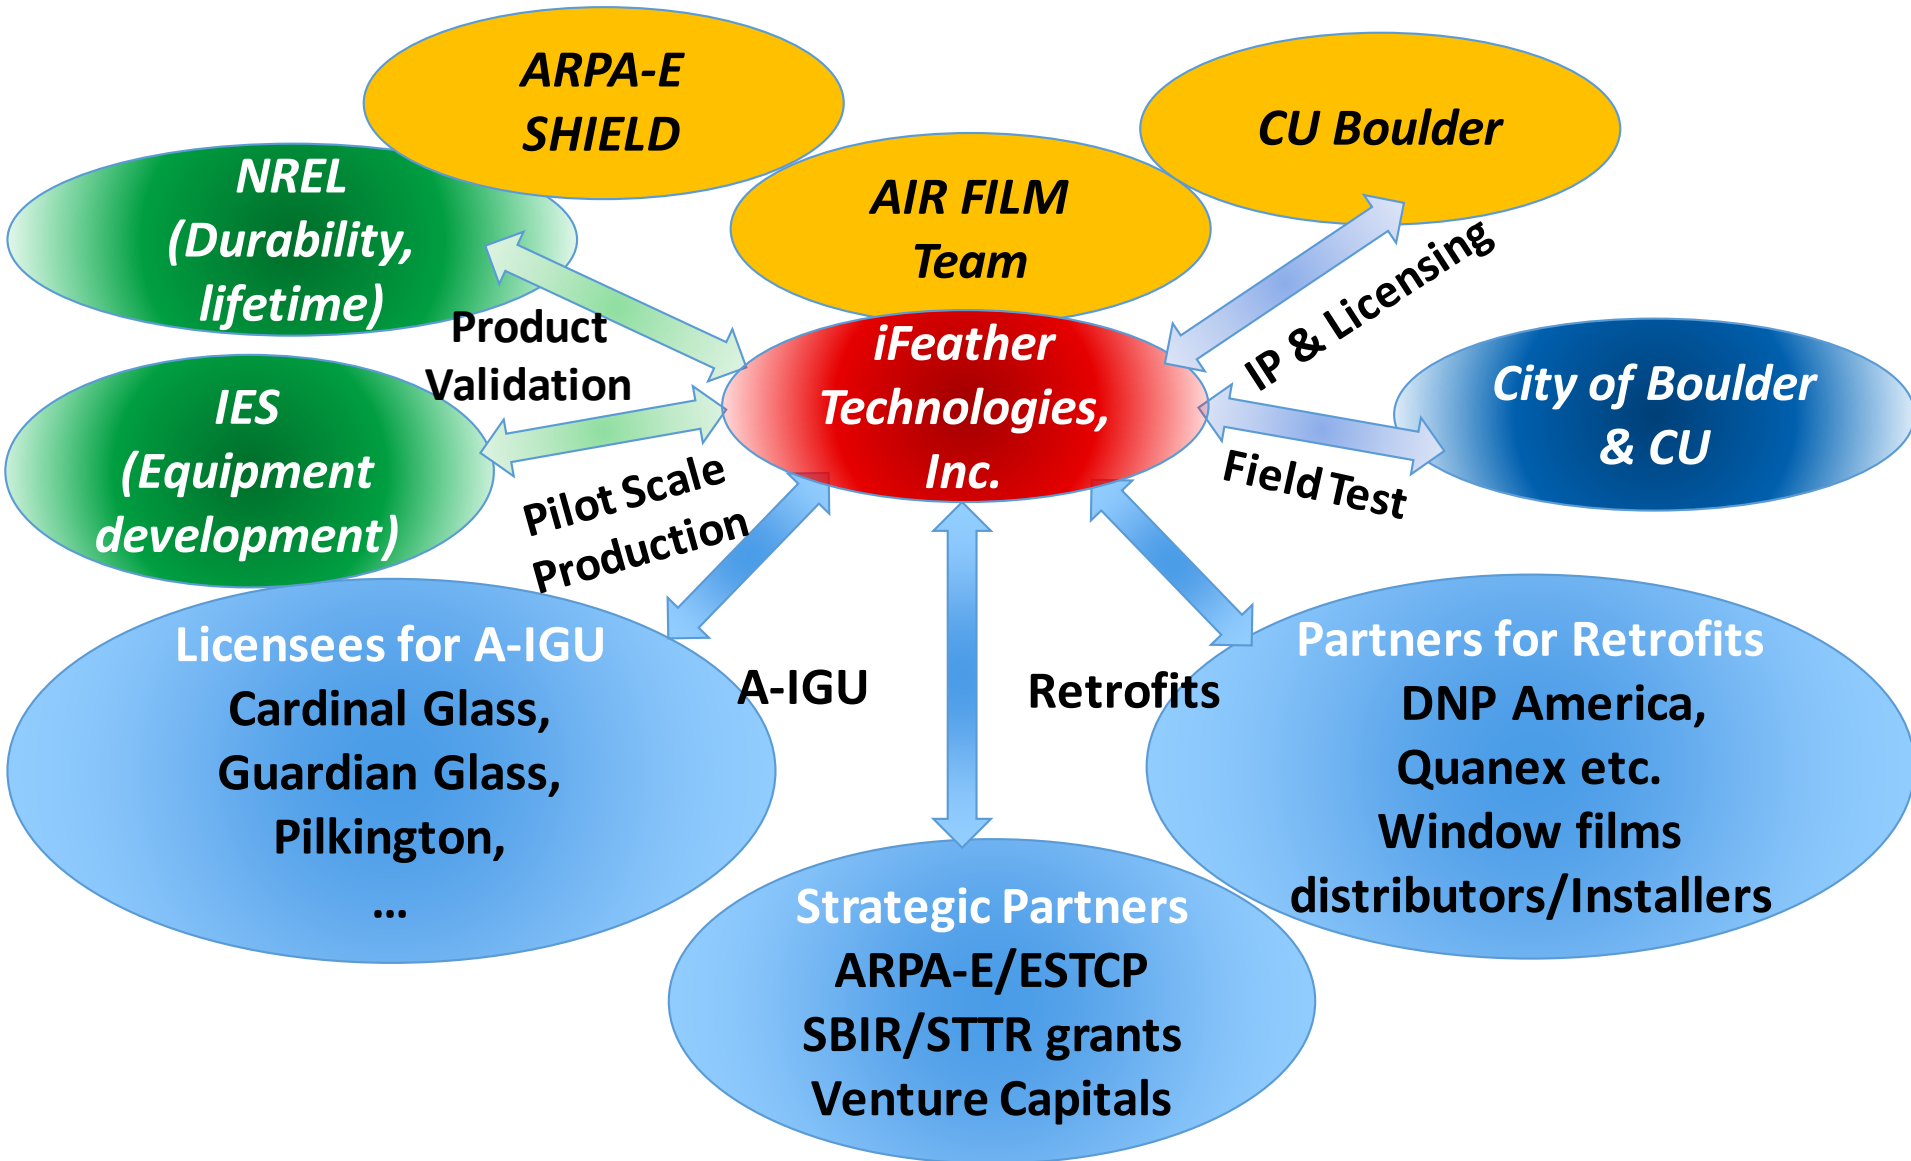 ARPA-E
SHIELD
CU Boulder
NREL
(Durability,
lifetime)
AIR FILM
Team
Product
Validation
IP & Licensing
iFeather
Technologies,
Inc.
City of Boulder
& CU
IES
(Equipment
development)
Pilot Scale
Production
Field Test
Licensees for A-IGU
Cardinal Glass,
Guardian Glass,
Pilkington,
...
A-IGU
Retrofits
Partners for Retrofits
DNP America,
Quanex etc.
Window films
distributors/Installers
Strategic Partners
ARPA-E/ESTCP
SBIR/STTR grants
Venture Capitals